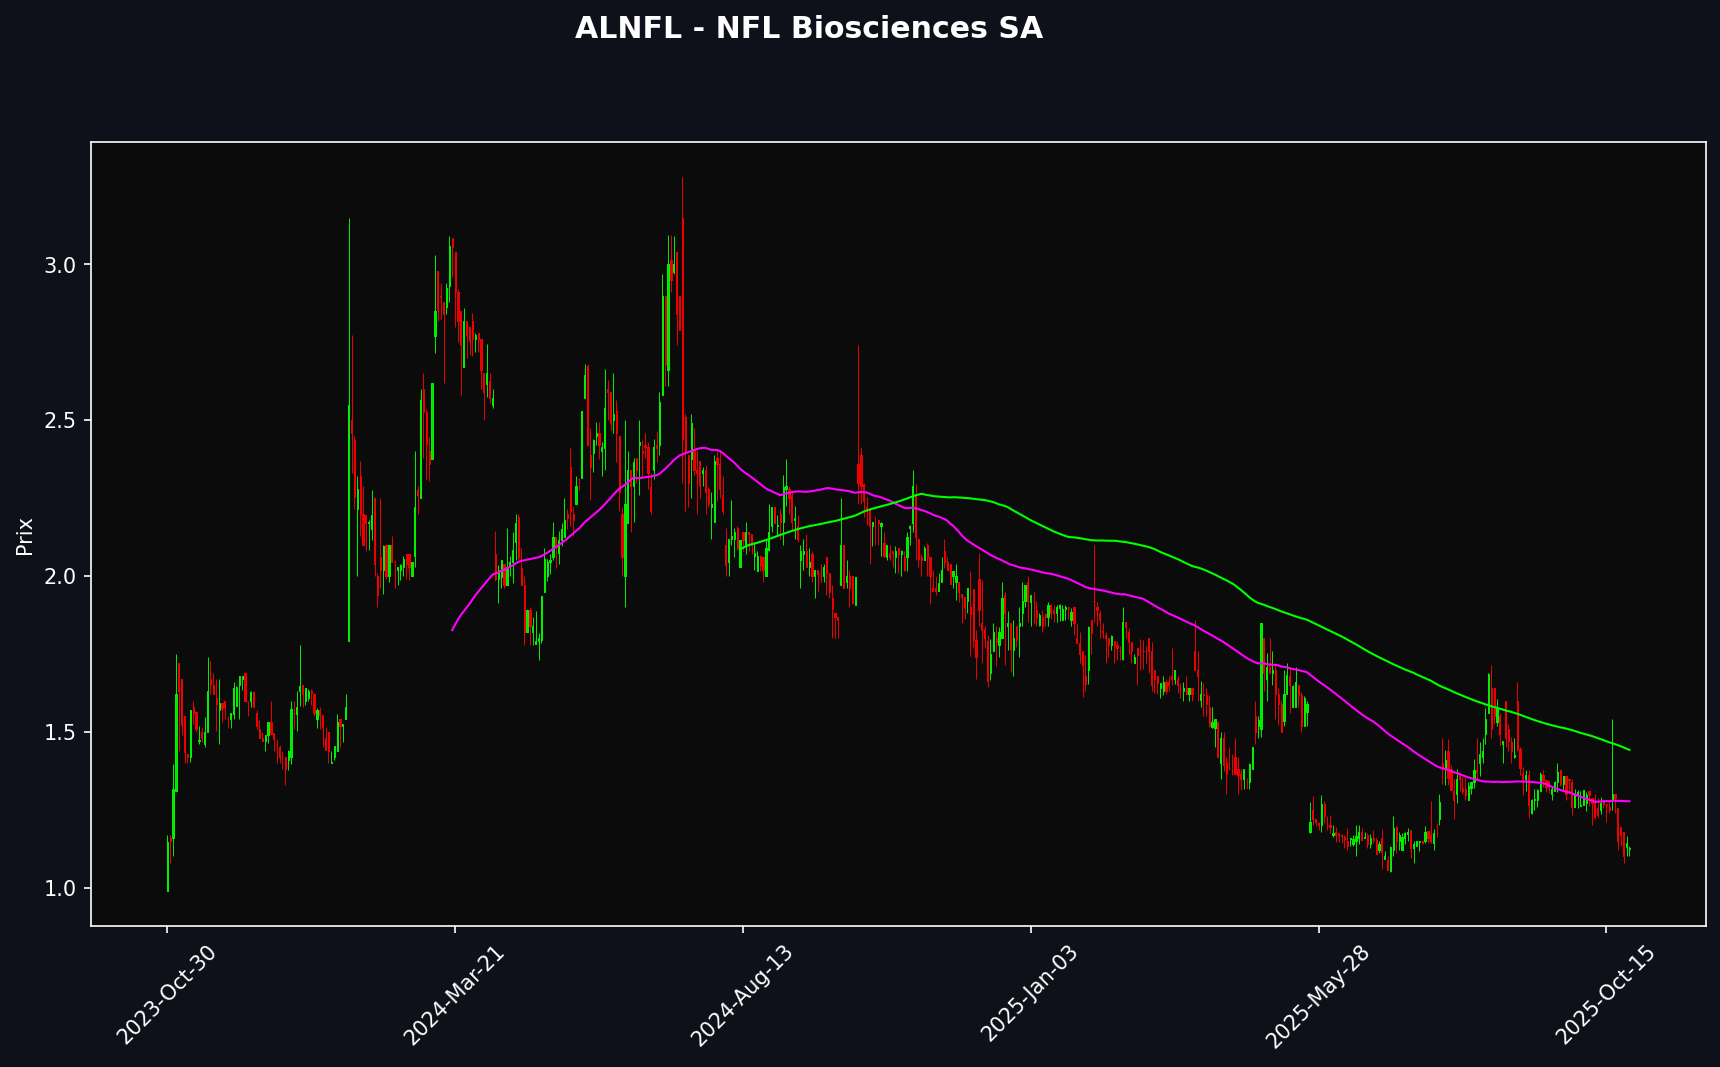 ALNFL - NFL Biosciences SA
Prix
3.0
2.5
2.0
1.5
1.0
2023-Oct-30
2024-Mar-21
2024-Aug-13
2025-Jan-03
2025-May-28
2025-Oct-15